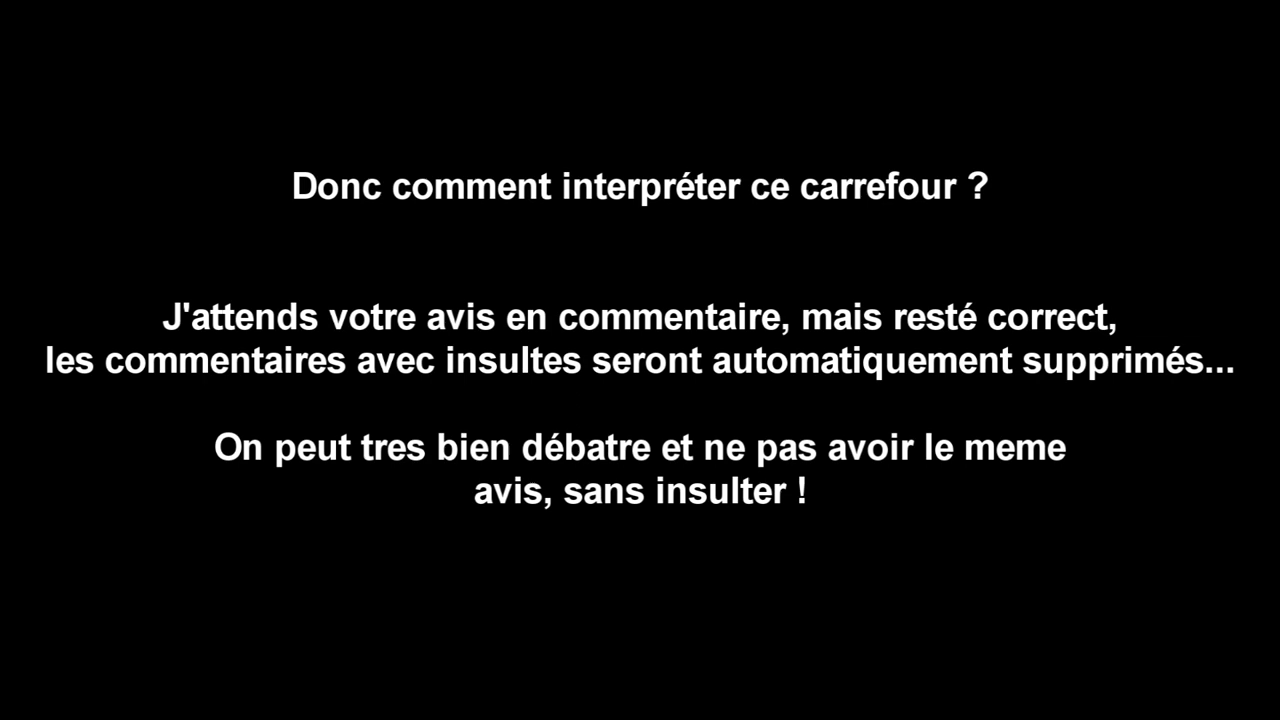 Donc comment interpréter ce carrefour ?
J'attends votre avis en commentaire, mais resté correct,
les commentaires avec insultes seront automatiquement supprimés...
On peut tres bien débatre et ne pas avoir le meme
avis, sans insulter !